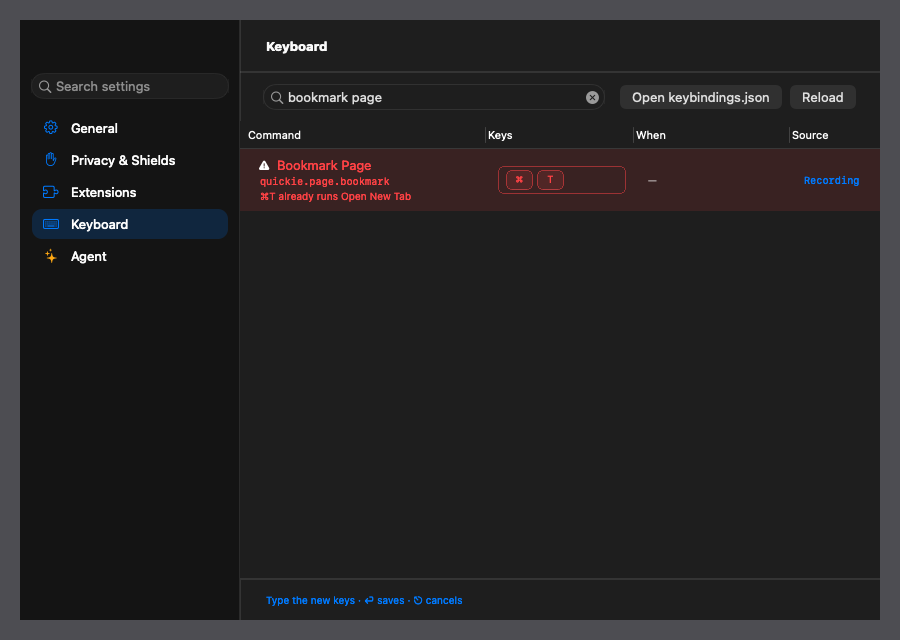 Keyboard
Search settings
bookmark page
Open keybindings.json
Reload
General
Privacy & Shields
Extensions
Keyboard
Agent
Command Keys When Source
Bookmark Page
quickie.page.bookmark
⌘T already runs Open New Tab
⌘ T
—
Recording
Type the new keys · ↩ saves · ⎋ cancels